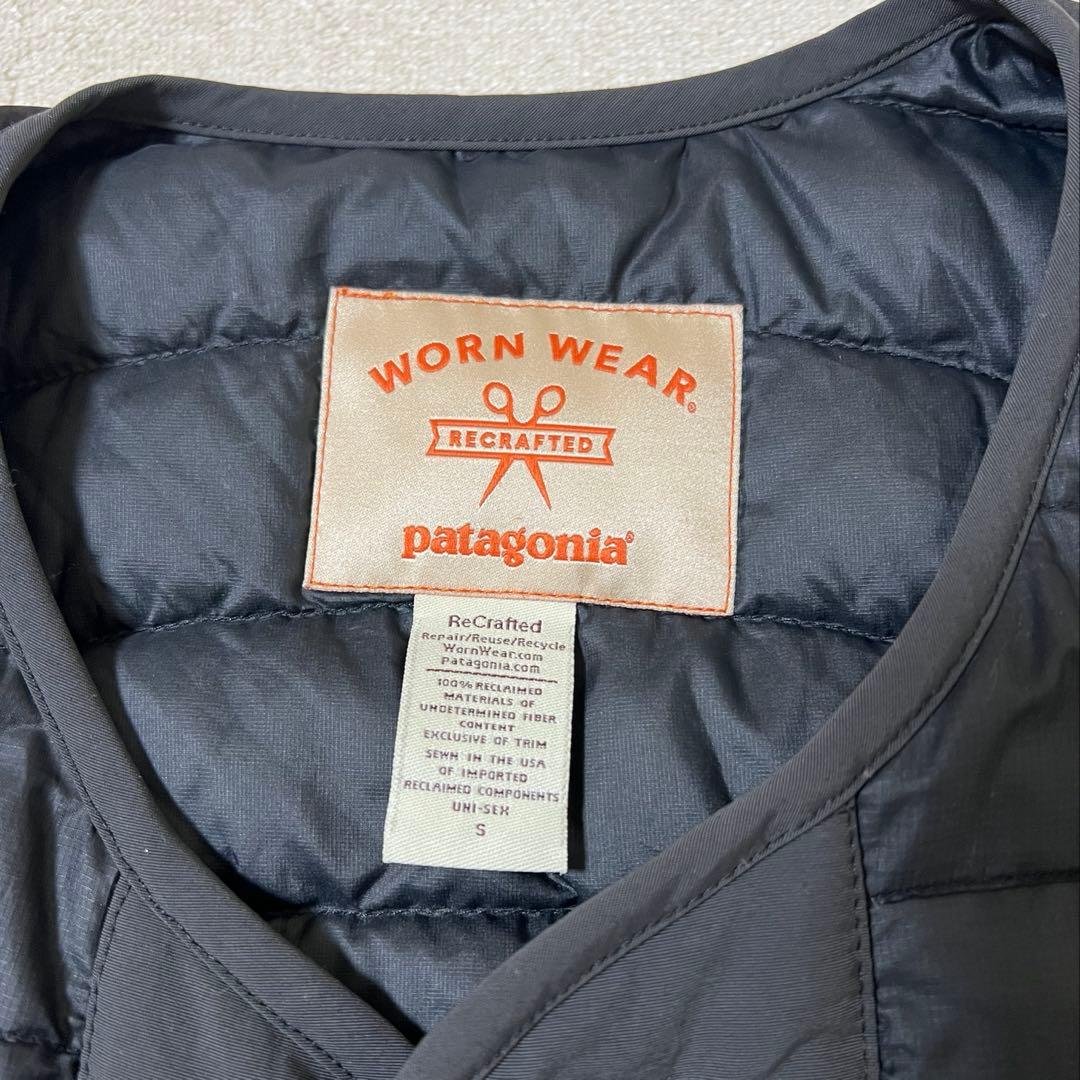 WORN WEAR®
RECRAFTED
patagonia®
ReCrafted
Repair/Reuse/Recycle
WornWear.com
patagonia.com
100% RECLAIMED
MATERIALS OF
UNDETERMINED FIBER
CONTENT
EXCLUSIVE OF TRIM
SEWN IN THE USA
OF IMPORTED
RECLAIMED COMPONENTS
UNI-SEX
S